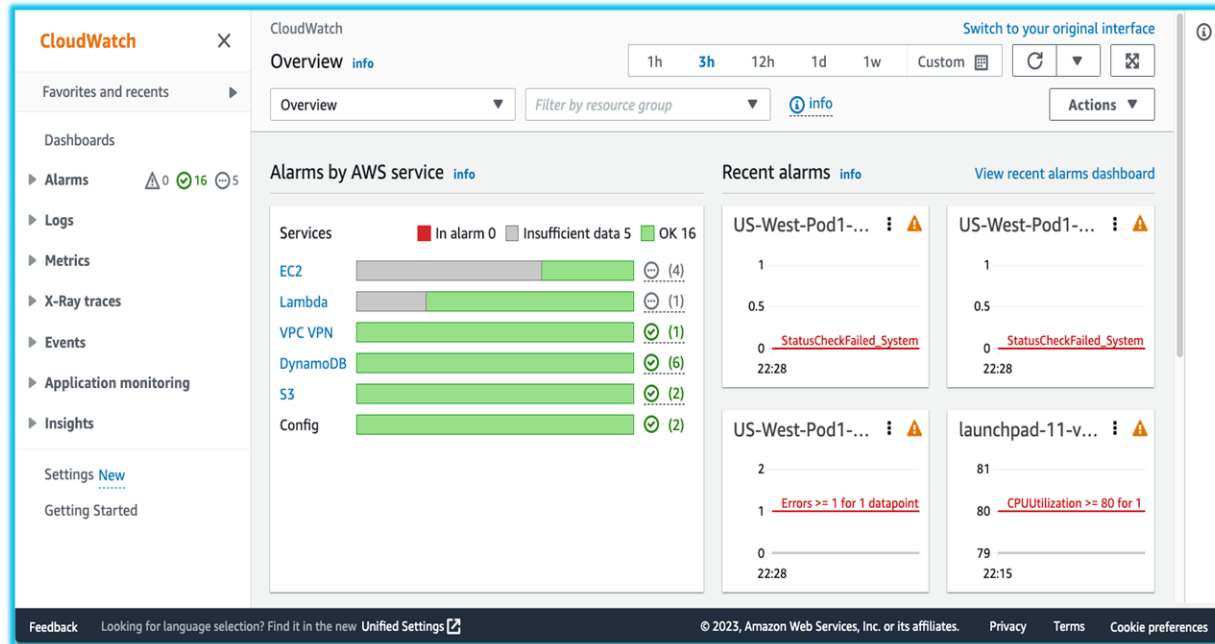 CloudWatch
Favorites and recents
Dashboards
Alarms 0 16 5
Logs
Metrics
X-Ray traces
Events
Application monitoring
Insights
Settings New
Getting Started
CloudWatch
Switch to your original interface
Overview info
1h 3h 12h 1d 1w Custom
Overview
Filter by resource group
info
Actions
Alarms by AWS service info
Services In alarm 0 Insufficient data 5 OK 16
EC2 (4)
Lambda (1)
VPC VPN (1)
DynamoDB (6)
S3 (2)
Config (2)
Recent alarms info
View recent alarms dashboard
US-West-Pod1-...
1
0.5
0
StatusCheckFailed_System
22:28
US-West-Pod1-...
1
0.5
0
StatusCheckFailed_System
22:28
US-West-Pod1-...
2
1
Errors >= 1 for 1 datapoint
0
22:28
launchpad-11-v...
81
80
CPUUtilization >= 80 for 1
79
22:15
Feedback Looking for language selection? Find it in the new Unified Settings
© 2023, Amazon Web Services, Inc. or its affiliates. Privacy Terms Cookie preferences